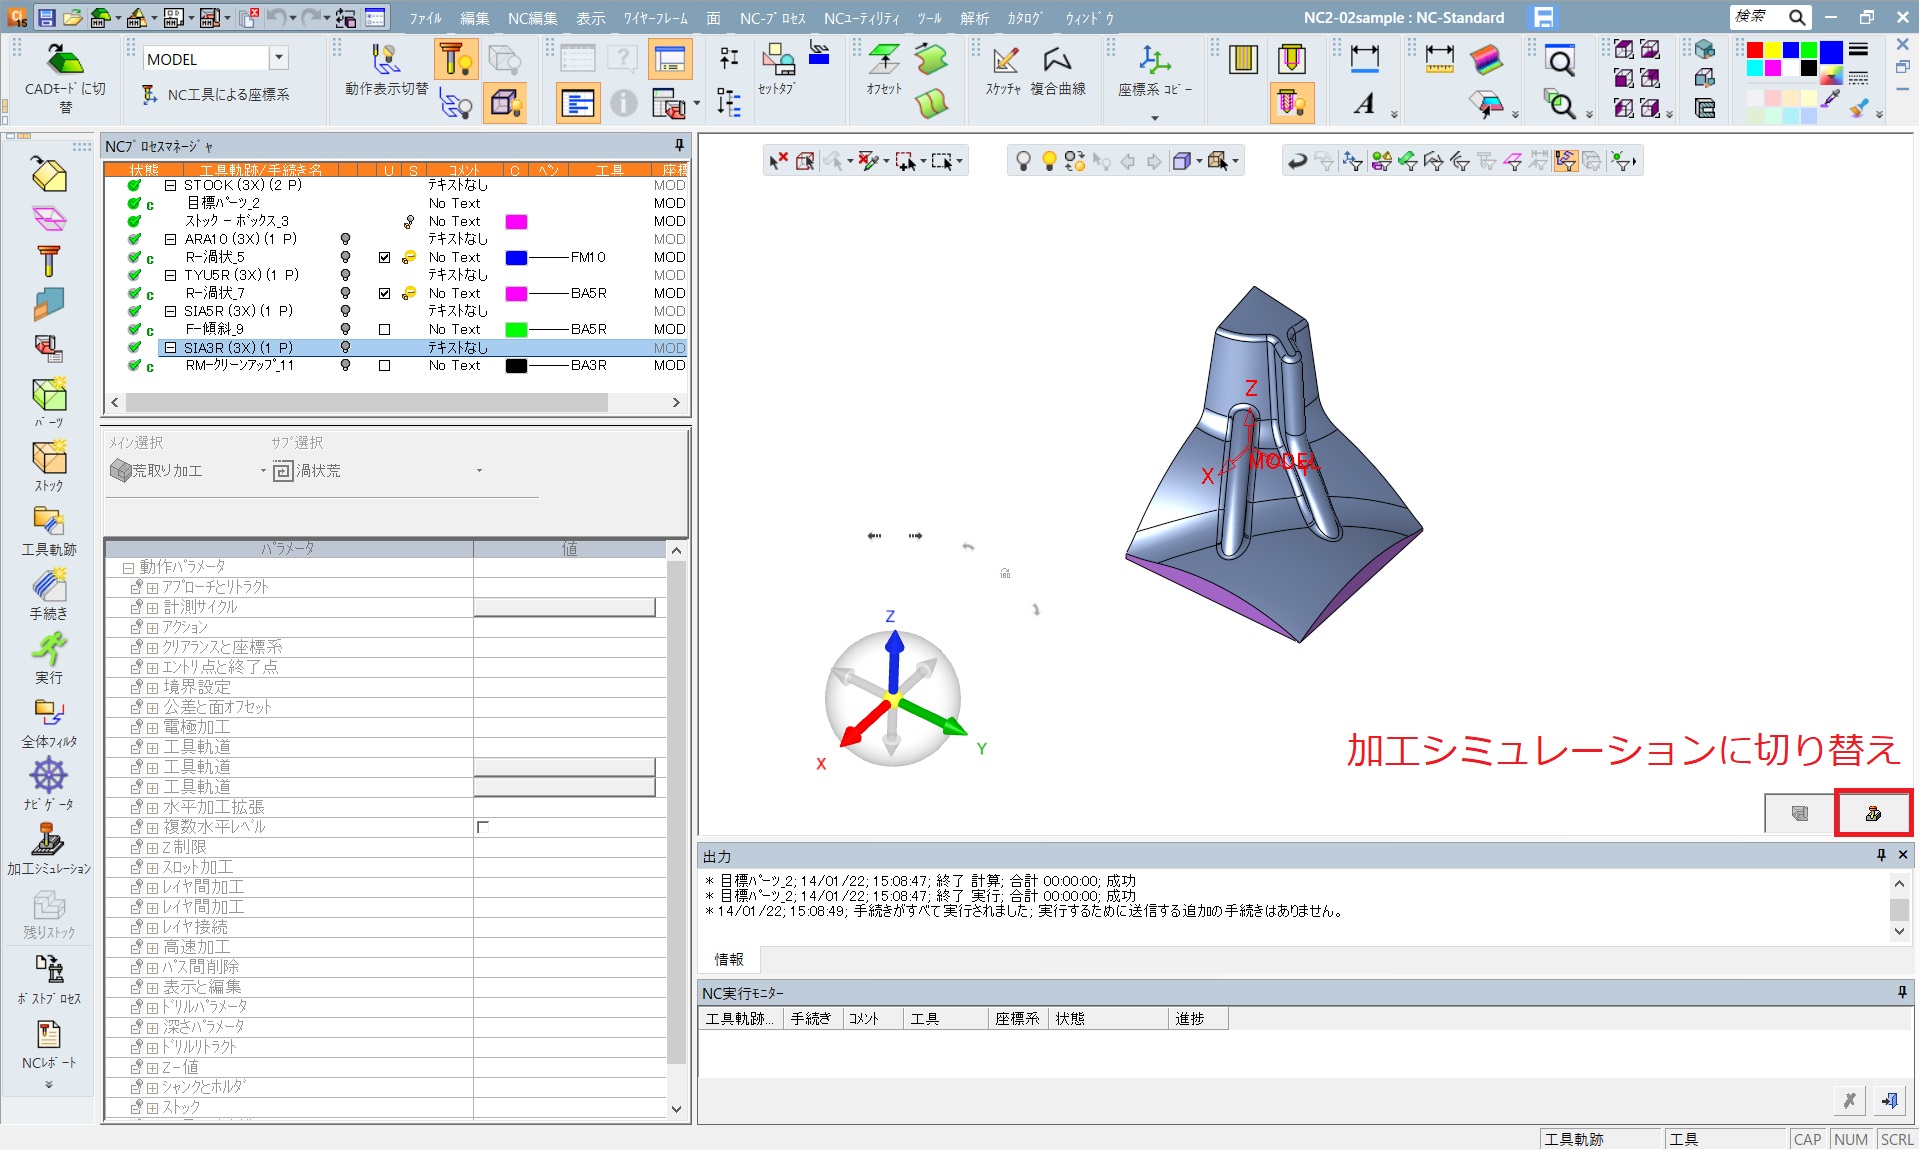 ﾌｧｲﾙ 編集 NC編集 表示 ﾜｲﾔｰﾌﾚｰﾑ 面 NC-ﾌﾟﾛｾｽ NCﾕｰﾃｨﾘﾃｨ ﾂｰﾙ 解析 ｶﾀﾛｸﾞ ｳｨﾝﾄﾞｳ NC2-02sample : NC-Standard 検索
CADﾓｰﾄﾞに切替
MODEL
NC工具による座標系
動作表示切替
ｾｯﾄﾀﾌﾞ
ｵﾌｾｯﾄ
ｽｹｯﾁｬ
複合曲線
座標系 ｺﾋﾟｰ
NCﾌﾟﾛｾｽﾏﾈｰｼﾞｬ
状態 工具軌跡/手続き名 U S ｺﾒﾝﾄ C ﾍﾟﾝ 工具 座標
STOCK (3X) (2 P) ﾃｷｽﾄなし MOD
c 目標ﾊﾟｰﾂ_2 No Text MOD
ｽﾄｯｸ - ﾎﾞｯｸｽ_3 No Text MOD
ARA10 (3X) (1 P) ﾃｷｽﾄなし MOD
c R-渦状_5 No Text FM10 MOD
TYU5R (3X) (1 P) ﾃｷｽﾄなし MOD
c R-渦状_7 No Text BA5R MOD
SIA5R (3X) (1 P) ﾃｷｽﾄなし MOD
c F-傾斜_9 No Text BA5R MOD
SIA3R (3X) (1 P) ﾃｷｽﾄなし MOD
c RM-ｸﾘｰﾝｱｯﾌﾟ_11 No Text BA3R MOD
ﾊﾟｰﾂ
ｽﾄｯｸ
工具軌跡
手続き
実行
全体ﾌｨﾙﾀ
ﾅﾋﾞｹﾞｰﾀ
加工ｼﾐｭﾚｰｼｮﾝ
残りｽﾄｯｸ
ﾎﾟｽﾄﾌﾟﾛｾｽ
NCﾚﾎﾟｰﾄ
ﾒｲﾝ選択 ｻﾌﾞ選択
荒取り加工 渦状荒
ﾊﾟﾗﾒｰﾀ 値
動作ﾊﾟﾗﾒｰﾀ
ｱﾌﾟﾛｰﾁとﾘﾄﾗｸﾄ
計測ｻｲｸﾙ
ｱｸｼｮﾝ
ｸﾘｱﾗﾝｽと座標系
ｴﾝﾄﾘ点と終了点
境界設定
公差と面ｵﾌｾｯﾄ
電極加工
工具軌道
工具軌道
工具軌道
水平加工拡張
複数水平ﾚﾍﾞﾙ
Z制限
ｽﾛｯﾄ加工
ﾚｲﾔ間加工
ﾚｲﾔ間加工
ﾚｲﾔ接続
高速加工
ﾊﾟｽ間削除
表示と編集
ﾄﾞﾘﾙﾊﾟﾗﾒｰﾀ
深さﾊﾟﾗﾒｰﾀ
ﾄﾞﾘﾙﾘﾄﾗｸﾄ
Z-値
ｼｬﾝｸとﾎﾙﾀﾞ
ｽﾄｯｸ
Z
X
MODEL
180
Z
X
Y
加工シミュレーションに切り替え
出力
* 目標ﾊﾟｰﾂ_2; 14/01/22; 15:08:47; 終了 計算; 合計 00:00:00; 成功
* 目標ﾊﾟｰﾂ_2; 14/01/22; 15:08:47; 終了 実行; 合計 00:00:00; 成功
* 14/01/22; 15:08:49; 手続きがすべて実行されました; 実行するために送信する追加の手続きはありません。
情報
NC実行ﾓﾆﾀｰ
工具軌跡... 手続き ｺﾒﾝﾄ 工具 座標系 状態 進捗
工具軌跡 工具 CAP NUM SCRL